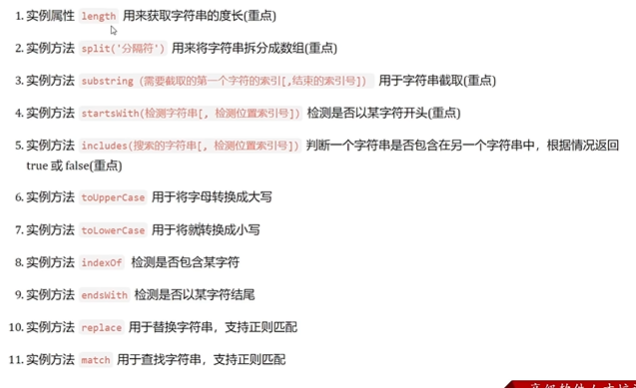 1. 实例属性 length 用来获取字符串的度长(重点)
2. 实例方法 split('分隔符') 用来将字符串拆分成数组(重点)
3. 实例方法 substring (需要截取的第一个字符的索引[,结束的索引号]) 用于字符串截取(重点)
4. 实例方法 startsWith(检测字符串[, 检测位置索引号]) 检测是否以某字符开头(重点)
5. 实例方法 includes(搜索的字符串[, 检测位置索引号]) 判断一个字符串是否包含在另一个字符串中，根据情况返回
true 或 false(重点)
6. 实例方法 toUpperCase 用于将字母转换成大写
7. 实例方法 toLowerCase 用于将就转换成小写
8. 实例方法 indexOf 检测是否包含某字符
9. 实例方法 endsWith 检测是否以某字符结尾
10. 实例方法 replace 用于替换字符串，支持正则匹配
11. 实例方法 match 用于查找字符串，支持正则匹配